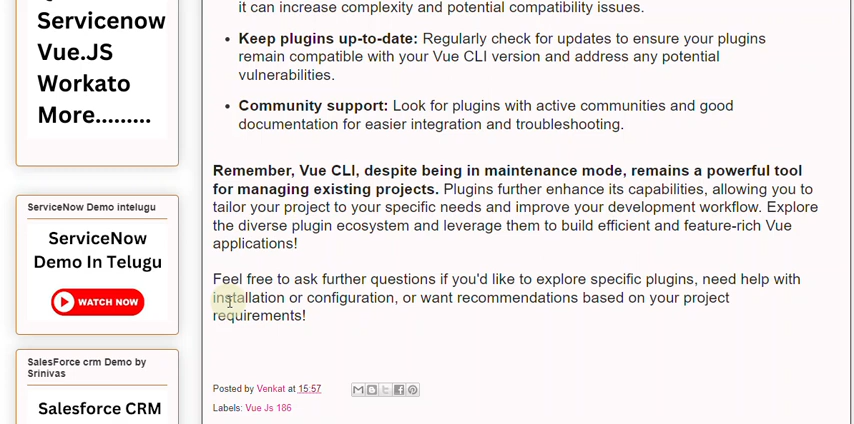 Servicenow
Vue.JS
Workato
More.........
ServiceNow Demo intelugu
ServiceNow
Demo In Telugu
WATCH NOW
SalesForce crm Demo by
Srinivas
Salesforce CRM
it can increase complexity and potential compatibility issues.
• Keep plugins up-to-date: Regularly check for updates to ensure your plugins
remain compatible with your Vue CLI version and address any potential
vulnerabilities.
• Community support: Look for plugins with active communities and good
documentation for easier integration and troubleshooting.
Remember, Vue CLI, despite being in maintenance mode, remains a powerful tool
for managing existing projects. Plugins further enhance its capabilities, allowing you to
tailor your project to your specific needs and improve your development workflow. Explore
the diverse plugin ecosystem and leverage them to build efficient and feature-rich Vue
applications!
Feel free to ask further questions if you'd like to explore specific plugins, need help with
installation or configuration, or want recommendations based on your project
requirements!
Posted by Venkat at 15:57
Labels: Vue Js 186